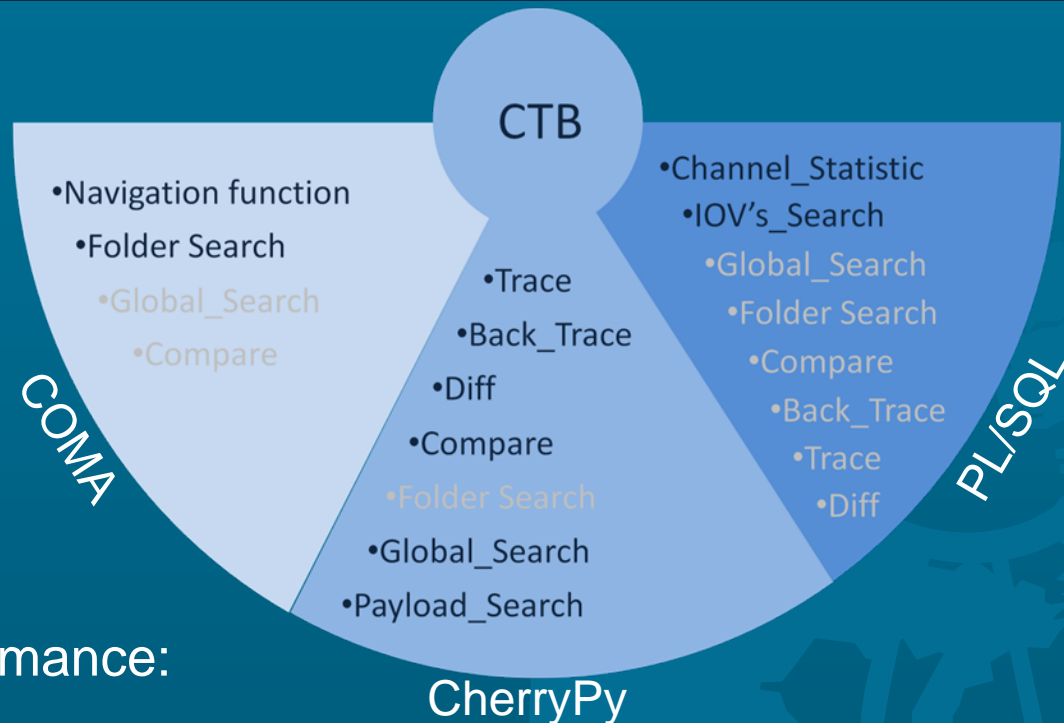 CTB
•Navigation function
•Folder Search
•Global_Search
•Compare
COMA
•Trace
•Back_Trace
•Diff
•Compare
•Folder Search
•Global_Search
•Payload_Search
CherryPy
•Channel_Statistic
•IOV’s_Search
•Global_Search
•Folder Search
•Compare
•Back_Trace
•Trace
•Diff
PL/SQL
mance: